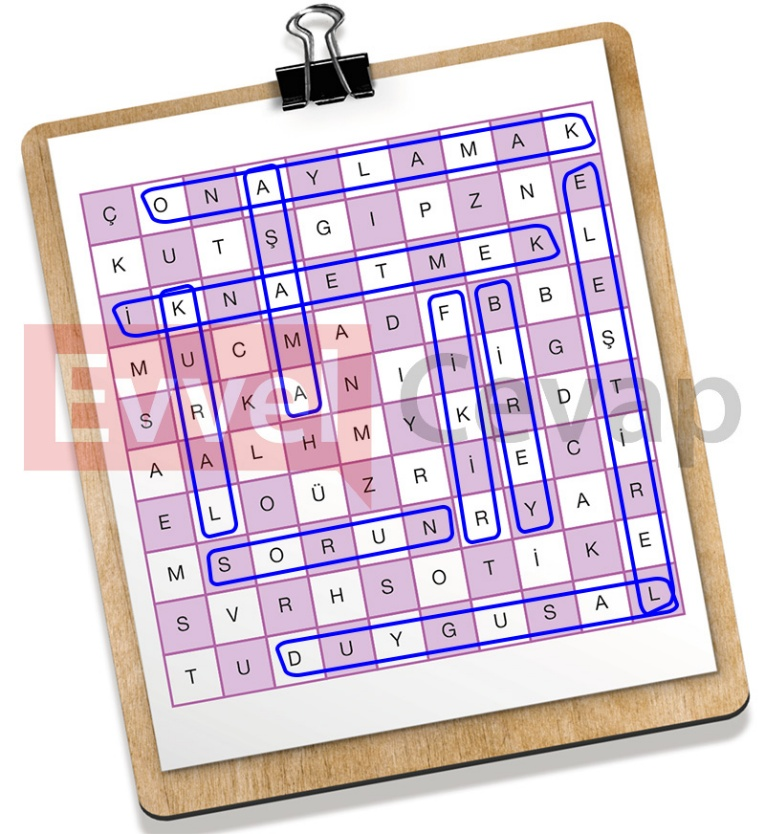 Ç O N A Y L A M A K
K U T Ş G I P Z N E
İ K N A E T M E K L
M U C M A D F B B E
S R K A N I İ İ G Ş
A A L H M Y K R D T
E L O Ü Z R İ E C İ
M S O R U N R Y A R
S V R H S O T İ K E
T U D U Y G U S A L
Evvel Cevap